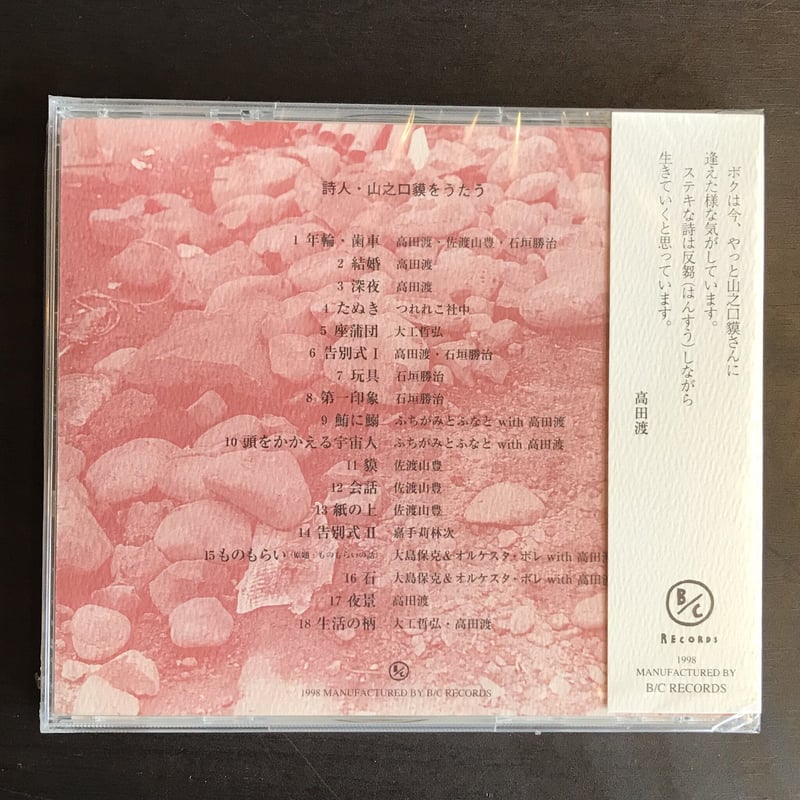 詩人・山之口貘をうたう
1 年輪・歯車 高田渡・佐渡山豊・石垣勝治
2 結婚 高田渡
3 深夜 高田渡
4 たぬき つれれこ社中
5 座蒲団 大工哲弘
6 告別式 I 高田渡・石垣勝治
7 玩具 石垣勝治
8 第一印象 石垣勝治
9 鮪に鰯 ふちがみとふなと with 高田渡
10 頭をかかえる宇宙人 ふちがみとふなと with 高田渡
11 貘 佐渡山豊
12 会話 佐渡山豊
13 紙の上 佐渡山豊
14 告別式 II 嘉手苅林次
15 ものもらい(原題・ものもらいの話) 大島保克&オルケスタ・ボレ with 高田
16 石 大島保克&オルケスタ・ボレ with 高田
17 夜景 高田渡
18 生活の柄 大工哲弘・高田渡
B/C
1998 MANUFACTURED BY B/C RECORDS
ボクは今、やっと山之口貘さんに
逢えた様な気がしています。
ステキな詩は反芻(はんすう)しながら
生きていくと思っています。
高田渡
B/C
RECORDS
1998
MANUFACTURED BY
B/C RECORDS